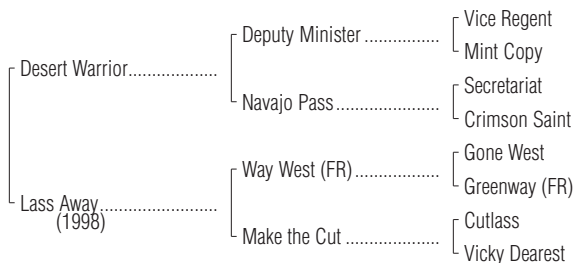 Vice Regent
Deputy Minister ..................
Mint Copy
Desert Warrior.....................
Secretariat
Navajo Pass .........................
Crimson Saint
Gone West
Way West (FR) ....................
Greenway (FR)
Lass Away............................
(1998)
Cutlass
Make the Cut ......................
Vicky Dearest